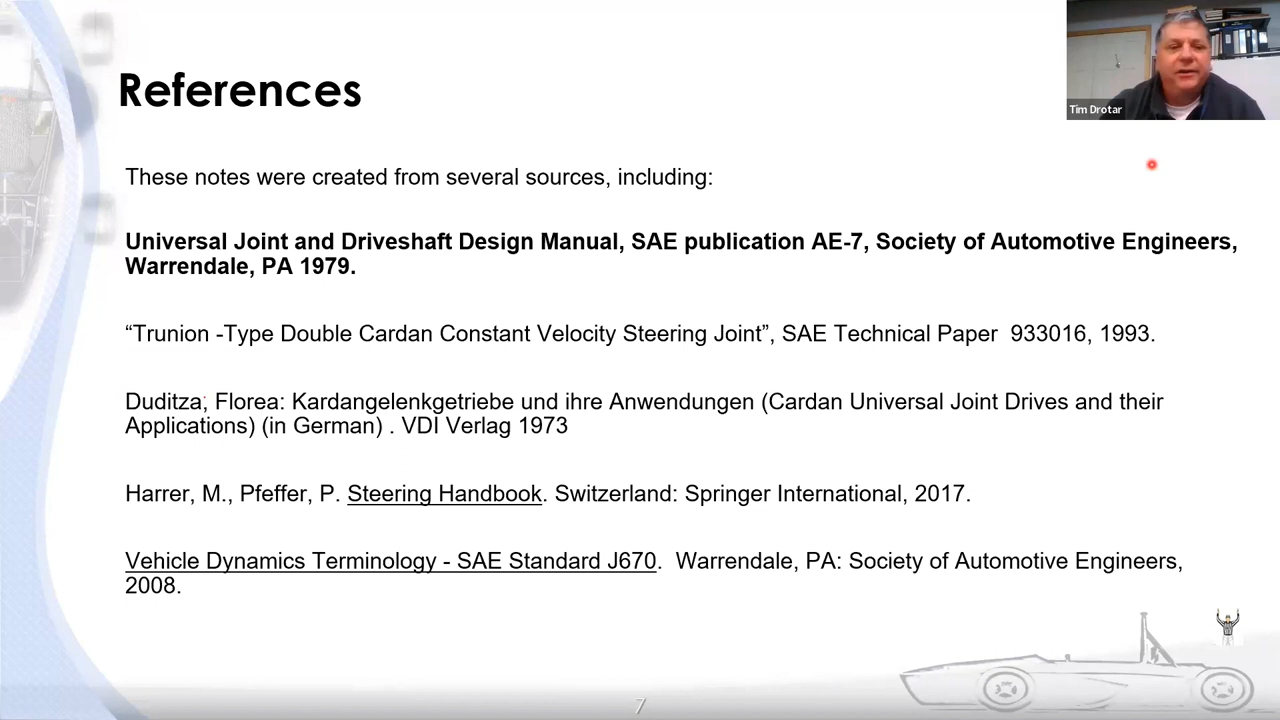 References
Tim Drotar
These notes were created from several sources, including:
Universal Joint and Driveshaft Design Manual, SAE publication AE-7, Society of Automotive Engineers,
Warrendale, PA 1979.
“Trunion -Type Double Cardan Constant Velocity Steering Joint”, SAE Technical Paper  933016, 1993.
Duditza; Florea: Kardangelenkgetriebe und ihre Anwendungen (Cardan Universal Joint Drives and their
Applications) (in German) . VDI Verlag 1973
Harrer, M., Pfeffer, P. Steering Handbook. Switzerland: Springer International, 2017.
Vehicle Dynamics Terminology - SAE Standard J670.  Warrendale, PA: Society of Automotive Engineers,
2008.
7